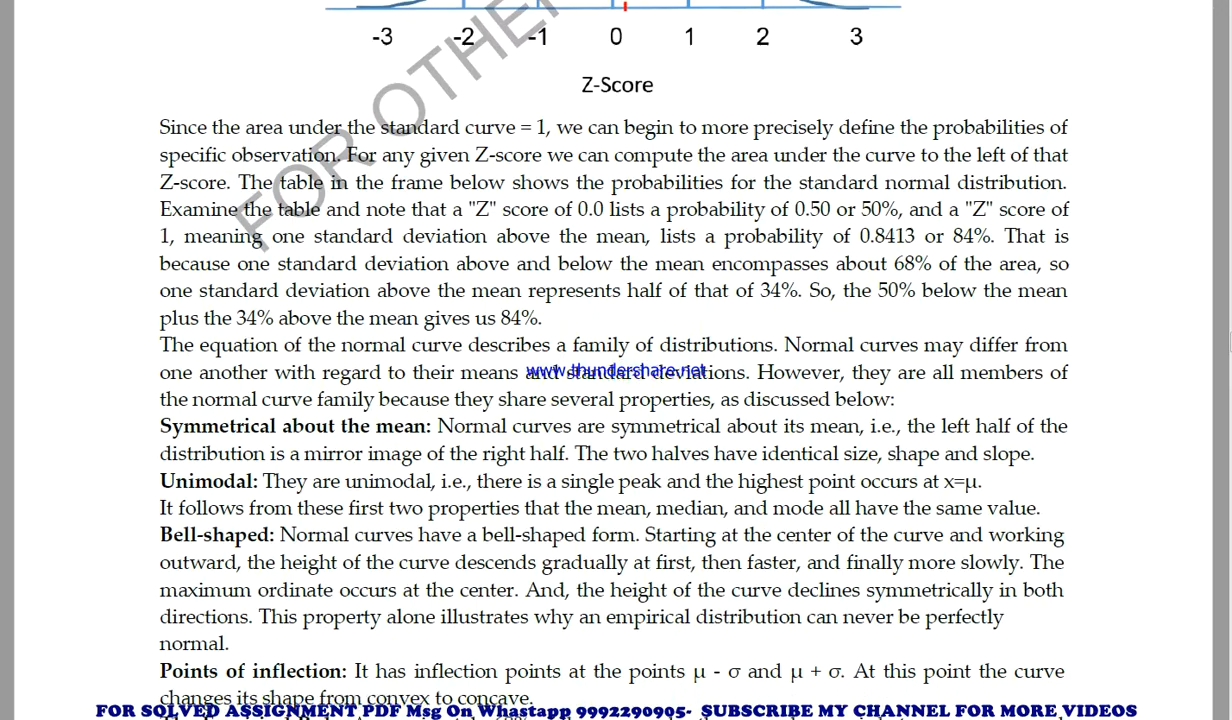 -3 -2 -1 0 1 2 3
Z-Score
FOR OTHE
Since the area under the standard curve = 1, we can begin to more precisely define the probabilities of
specific observation. For any given Z-score we can compute the area under the curve to the left of that
Z-score. The table in the frame below shows the probabilities for the standard normal distribution.
Examine the table and note that a "Z" score of 0.0 lists a probability of 0.50 or 50%, and a "Z" score of
1, meaning one standard deviation above the mean, lists a probability of 0.8413 or 84%. That is
because one standard deviation above and below the mean encompasses about 68% of the area, so
one standard deviation above the mean represents half of that of 34%. So, the 50% below the mean
plus the 34% above the mean gives us 84%.
The equation of the normal curve describes a family of distributions. Normal curves may differ from
one another with regard to their means and standard deviations. However, they are all members of
www.thundershare.net
the normal curve family because they share several properties, as discussed below:
Symmetrical about the mean: Normal curves are symmetrical about its mean, i.e., the left half of the
distribution is a mirror image of the right half. The two halves have identical size, shape and slope.
Unimodal: They are unimodal, i.e., there is a single peak and the highest point occurs at x=μ.
It follows from these first two properties that the mean, median, and mode all have the same value.
Bell-shaped: Normal curves have a bell-shaped form. Starting at the center of the curve and working
outward, the height of the curve descends gradually at first, then faster, and finally more slowly. The
maximum ordinate occurs at the center. And, the height of the curve declines symmetrically in both
directions. This property alone illustrates why an empirical distribution can never be perfectly
normal.
Points of inflection: It has inflection points at the points μ - σ and μ + σ. At this point the curve
changes its shape from convex to concave.
FOR SOLVED ASSIGNMENT PDF Msg On Whastapp 9992290905- SUBSCRIBE MY CHANNEL FOR MORE VIDEOS